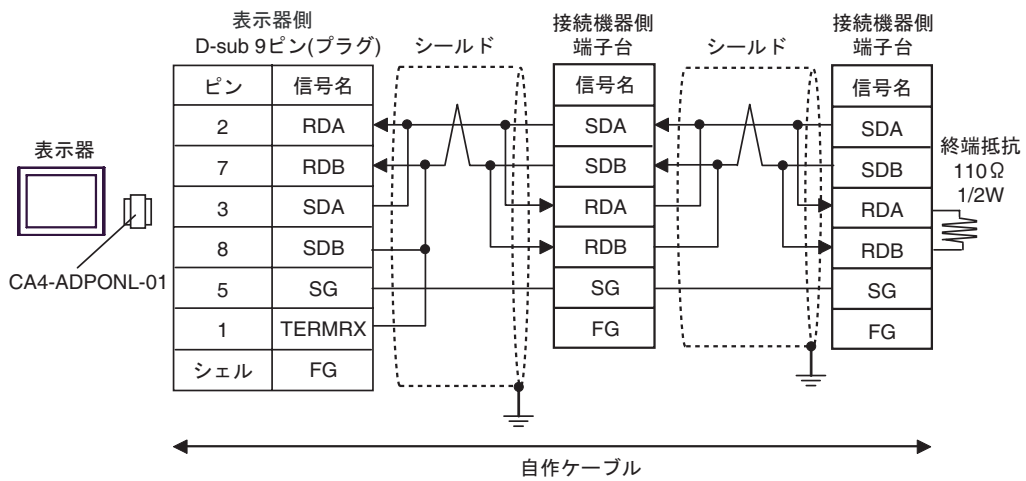 表示器側
D-sub 9ピン(プラグ)
シールド
接続機器側
端子台
シールド
接続機器側
端子台
ピン 信号名
2 RDA
7 RDB
3 SDA
8 SDB
5 SG
1 TERMRX
シェル FG
信号名
SDA
SDB
RDA
RDB
SG
FG
信号名
SDA
SDB
RDA
RDB
SG
FG
表示器
CA4-ADPONL-01
終端抵抗
110Ω
1/2W
自作ケーブル